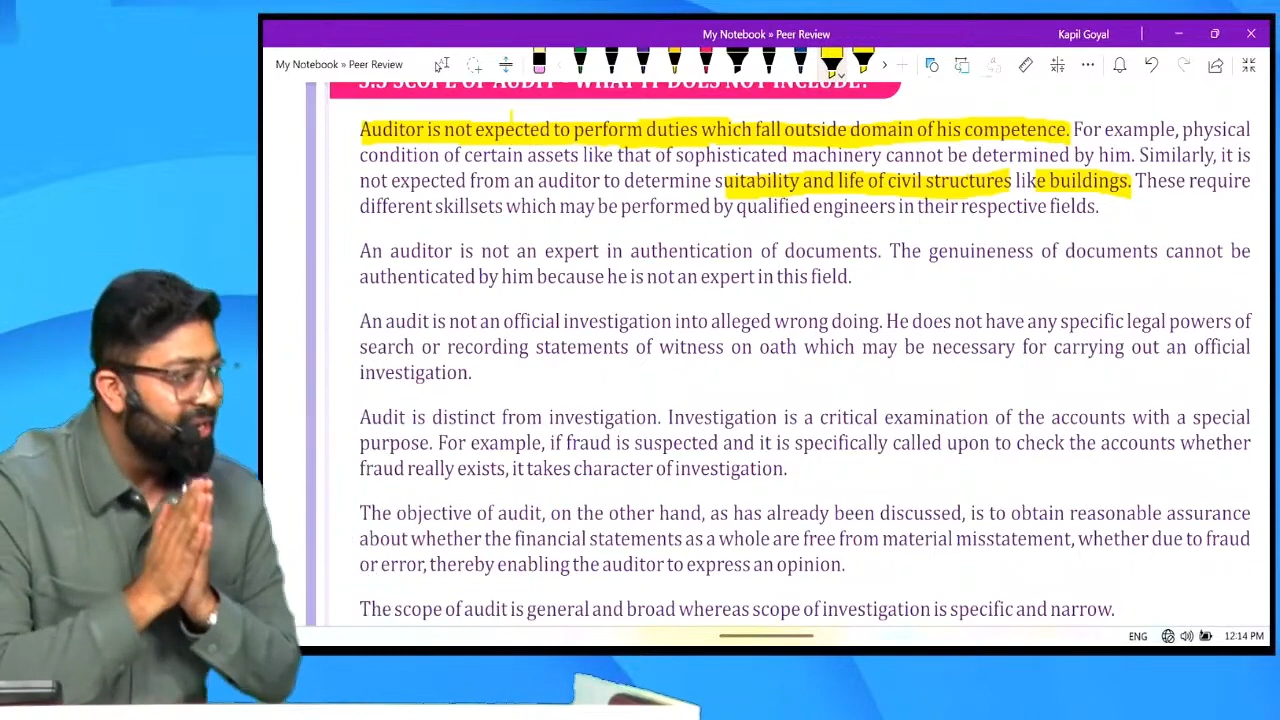 My Notebook » Peer Review
Kapil Goyal
My Notebook » Peer Review
3.3 SCOPE OF AUDIT - WHAT IT DOES NOT INCLUDE?
Auditor is not expected to perform duties which fall outside domain of his competence. For example, physical
condition of certain assets like that of sophisticated machinery cannot be determined by him. Similarly, it is
not expected from an auditor to determine suitability and life of civil structures like buildings. These require
different skillsets which may be performed by qualified engineers in their respective fields.
An auditor is not an expert in authentication of documents. The genuineness of documents cannot be
authenticated by him because he is not an expert in this field.
An audit is not an official investigation into alleged wrong doing. He does not have any specific legal powers of
search or recording statements of witness on oath which may be necessary for carrying out an official
investigation.
Audit is distinct from investigation. Investigation is a critical examination of the accounts with a special
purpose. For example, if fraud is suspected and it is specifically called upon to check the accounts whether
fraud really exists, it takes character of investigation.
The objective of audit, on the other hand, as has already been discussed, is to obtain reasonable assurance
about whether the financial statements as a whole are free from material misstatement, whether due to fraud
or error, thereby enabling the auditor to express an opinion.
The scope of audit is general and broad whereas scope of investigation is specific and narrow.
ENG
12:14 PM